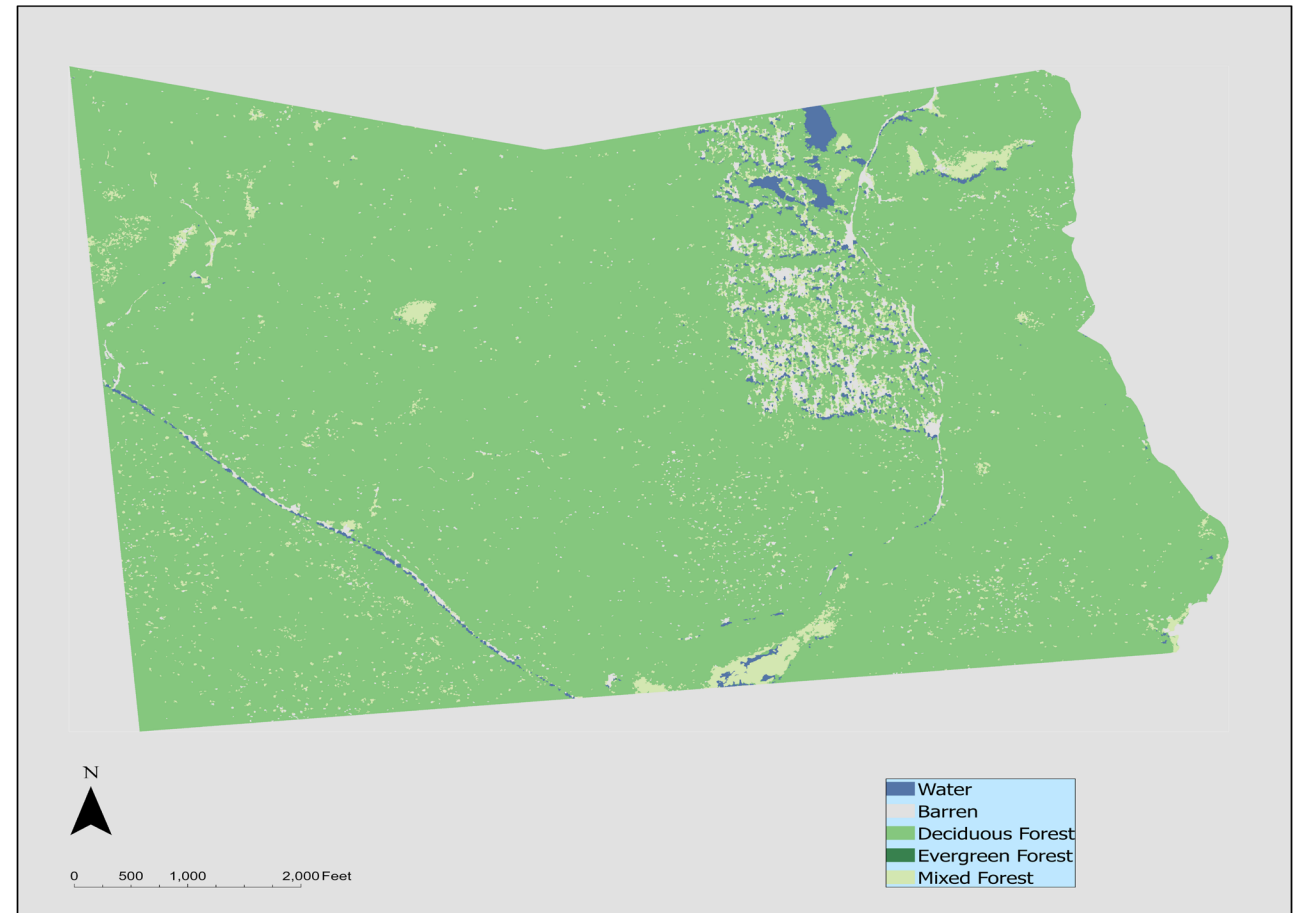 N
0 500 1,000 2,000 Feet
Water
Barren
Deciduous Forest
Evergreen Forest
Mixed Forest